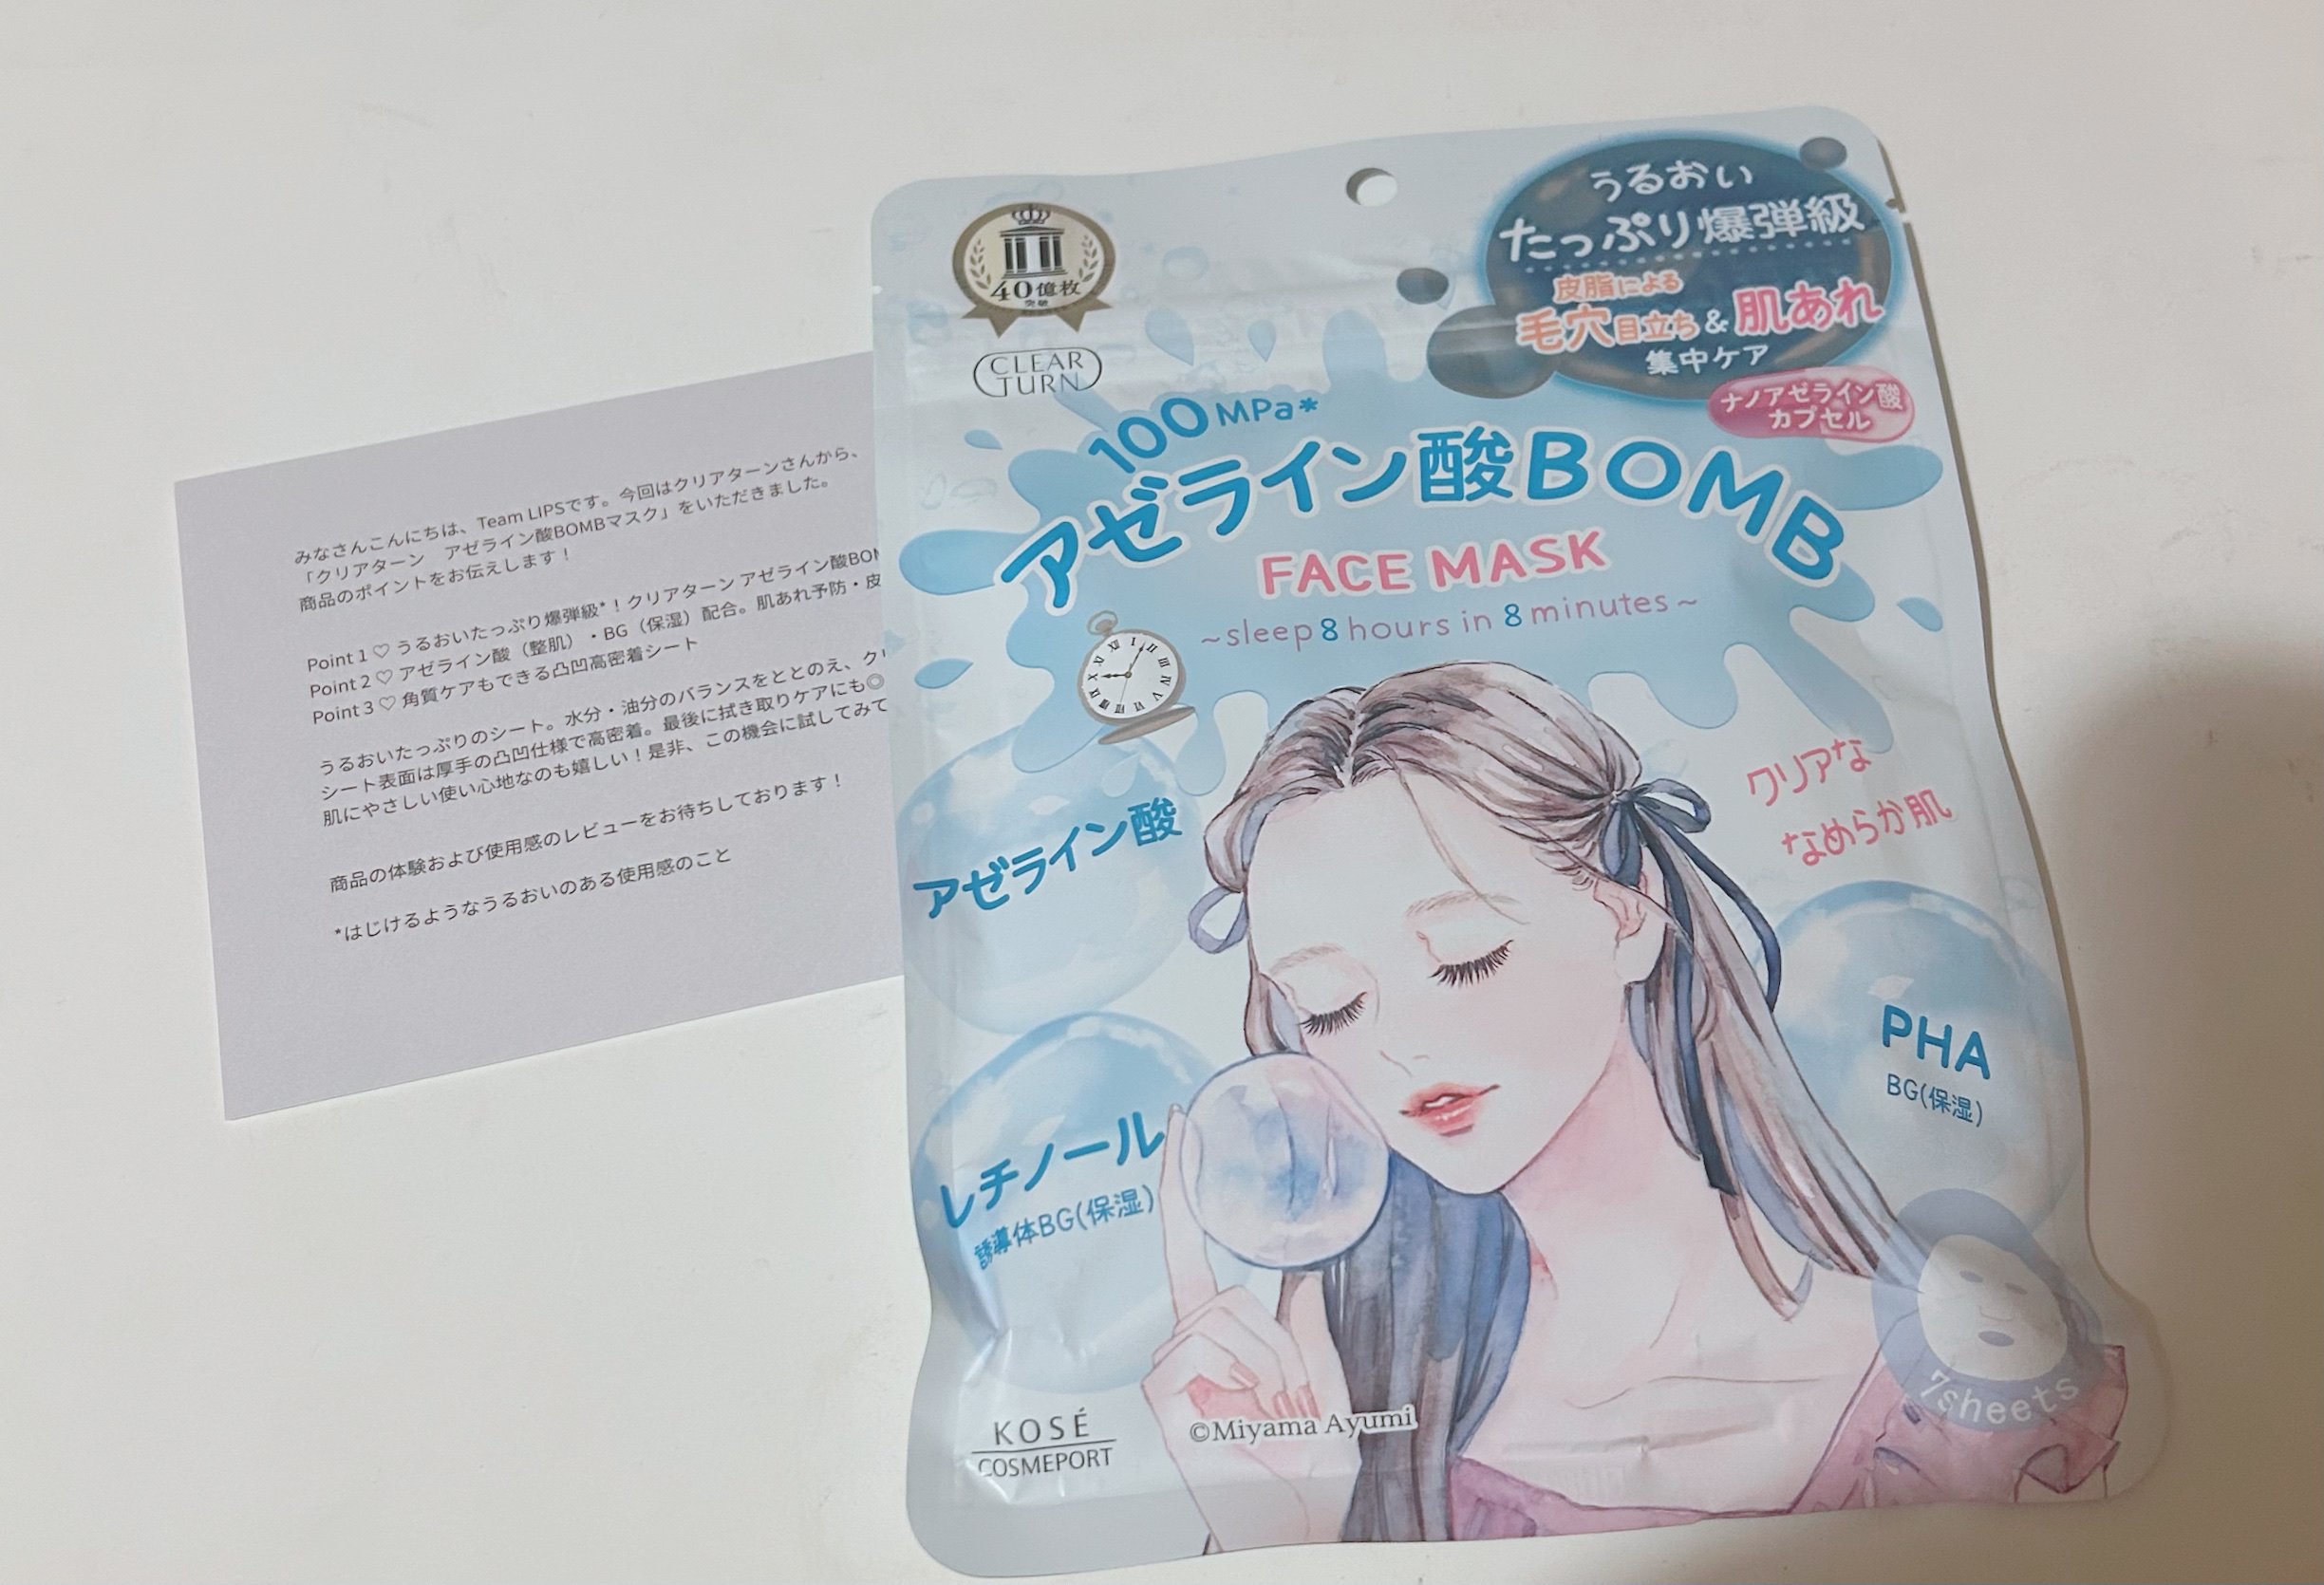 みなさんこんにちは、Team LIPSです。今回はクリアターンさんから、
「クリアターン　アゼライン酸BOMBマスク」をいただきました。
商品のポイントをお伝えします！
Point 1 ♡ うるおいたっぷり爆弾級*！クリアターン アゼライン酸BOM
Point 2 ♡ アゼライン酸（整肌）・BG（保湿）配合。肌あれ予防・皮
Point 3 ♡ 角質ケアもできる凸凹高密着シート
うるおいたっぷりのシート。水分・油分のバランスをととのえ、クリ
シート表面は厚手の凸凹仕様で高密着。最後に拭き取りケアにも◎
肌にやさしい使い心地なのも嬉しい！是非、この機会に試してみて
商品の体験および使用感のレビューをお待ちしております！
*はじけるようなうるおいのある使用感のこと
40億枚
突破
CLEAR
TURN
うるおい
たっぷり爆弾級
皮脂による
毛穴目立ち&肌あれ
集中ケア
ナノアゼライン酸
カプセル
100MPa*
アゼライン酸BOMB
FACE MASK
~sleep 8 hours in 8 minutes~
クリアな
なめらか肌
アゼライン酸
レチノール
誘導体BG(保湿)
PHA
BG(保湿)
7sheets
KOSÉ
COSMEPORT
©Miyama Ayumi